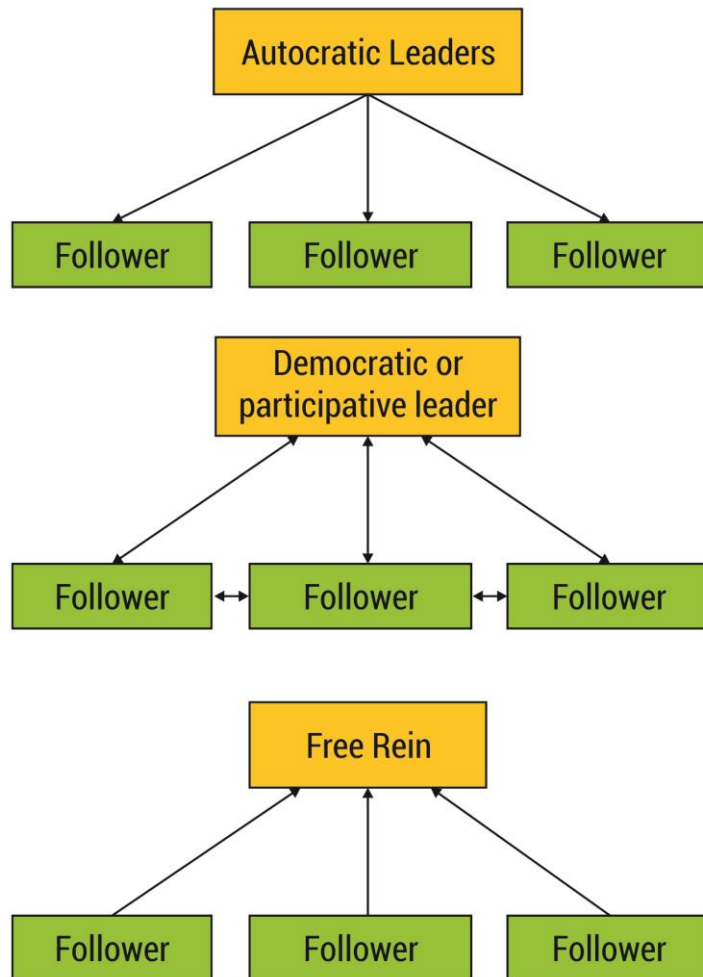 Autocratic Leaders
Follower
Follower
Follower
Democratic or
participative leader
Follower
Follower
Follower
Free Rein
Follower
Follower
Follower